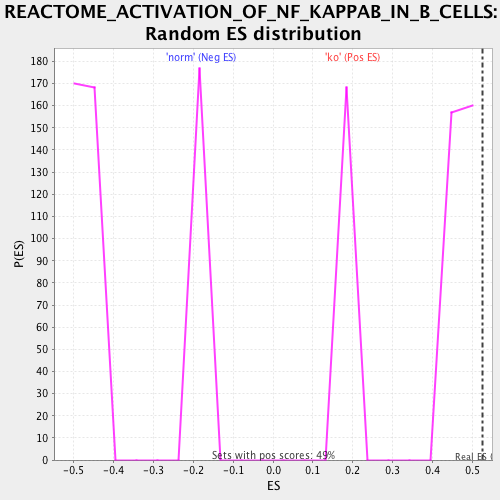 REACTOME_ACTIVATION_OF_NF_KAPPAB_IN_B_CELLS:
Random ES distribution
'norm' (Neg ES) 'ko' (Pos ES)
180
170
160
150
140
130
120
110
100
90
80
70
60
50
40
30
20
10
0
P(ES)
Sets with pos scores: 49%
Real ES (
-0.5 -0.4 -0.3 -0.2 -0.1 0.0 0.1 0.2 0.3 0.4 0.5
ES